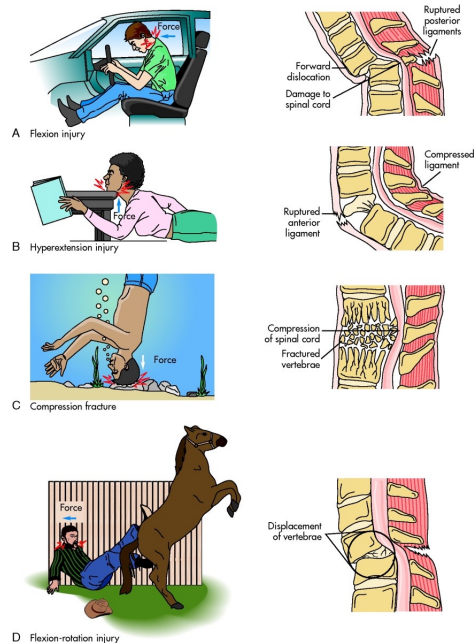 Force
Ruptured
posterior
ligaments
Forward
dislocation
Damage to
spinal cord
A Flexion injury
Force
Compressed
ligament
Ruptured
anterior
ligament
B Hyperextension injury
Force
Compression
of spinal cord
Fractured
vertebrae
C Compression fracture
Force
Displacement
of vertebrae
D Flexion-rotation injury